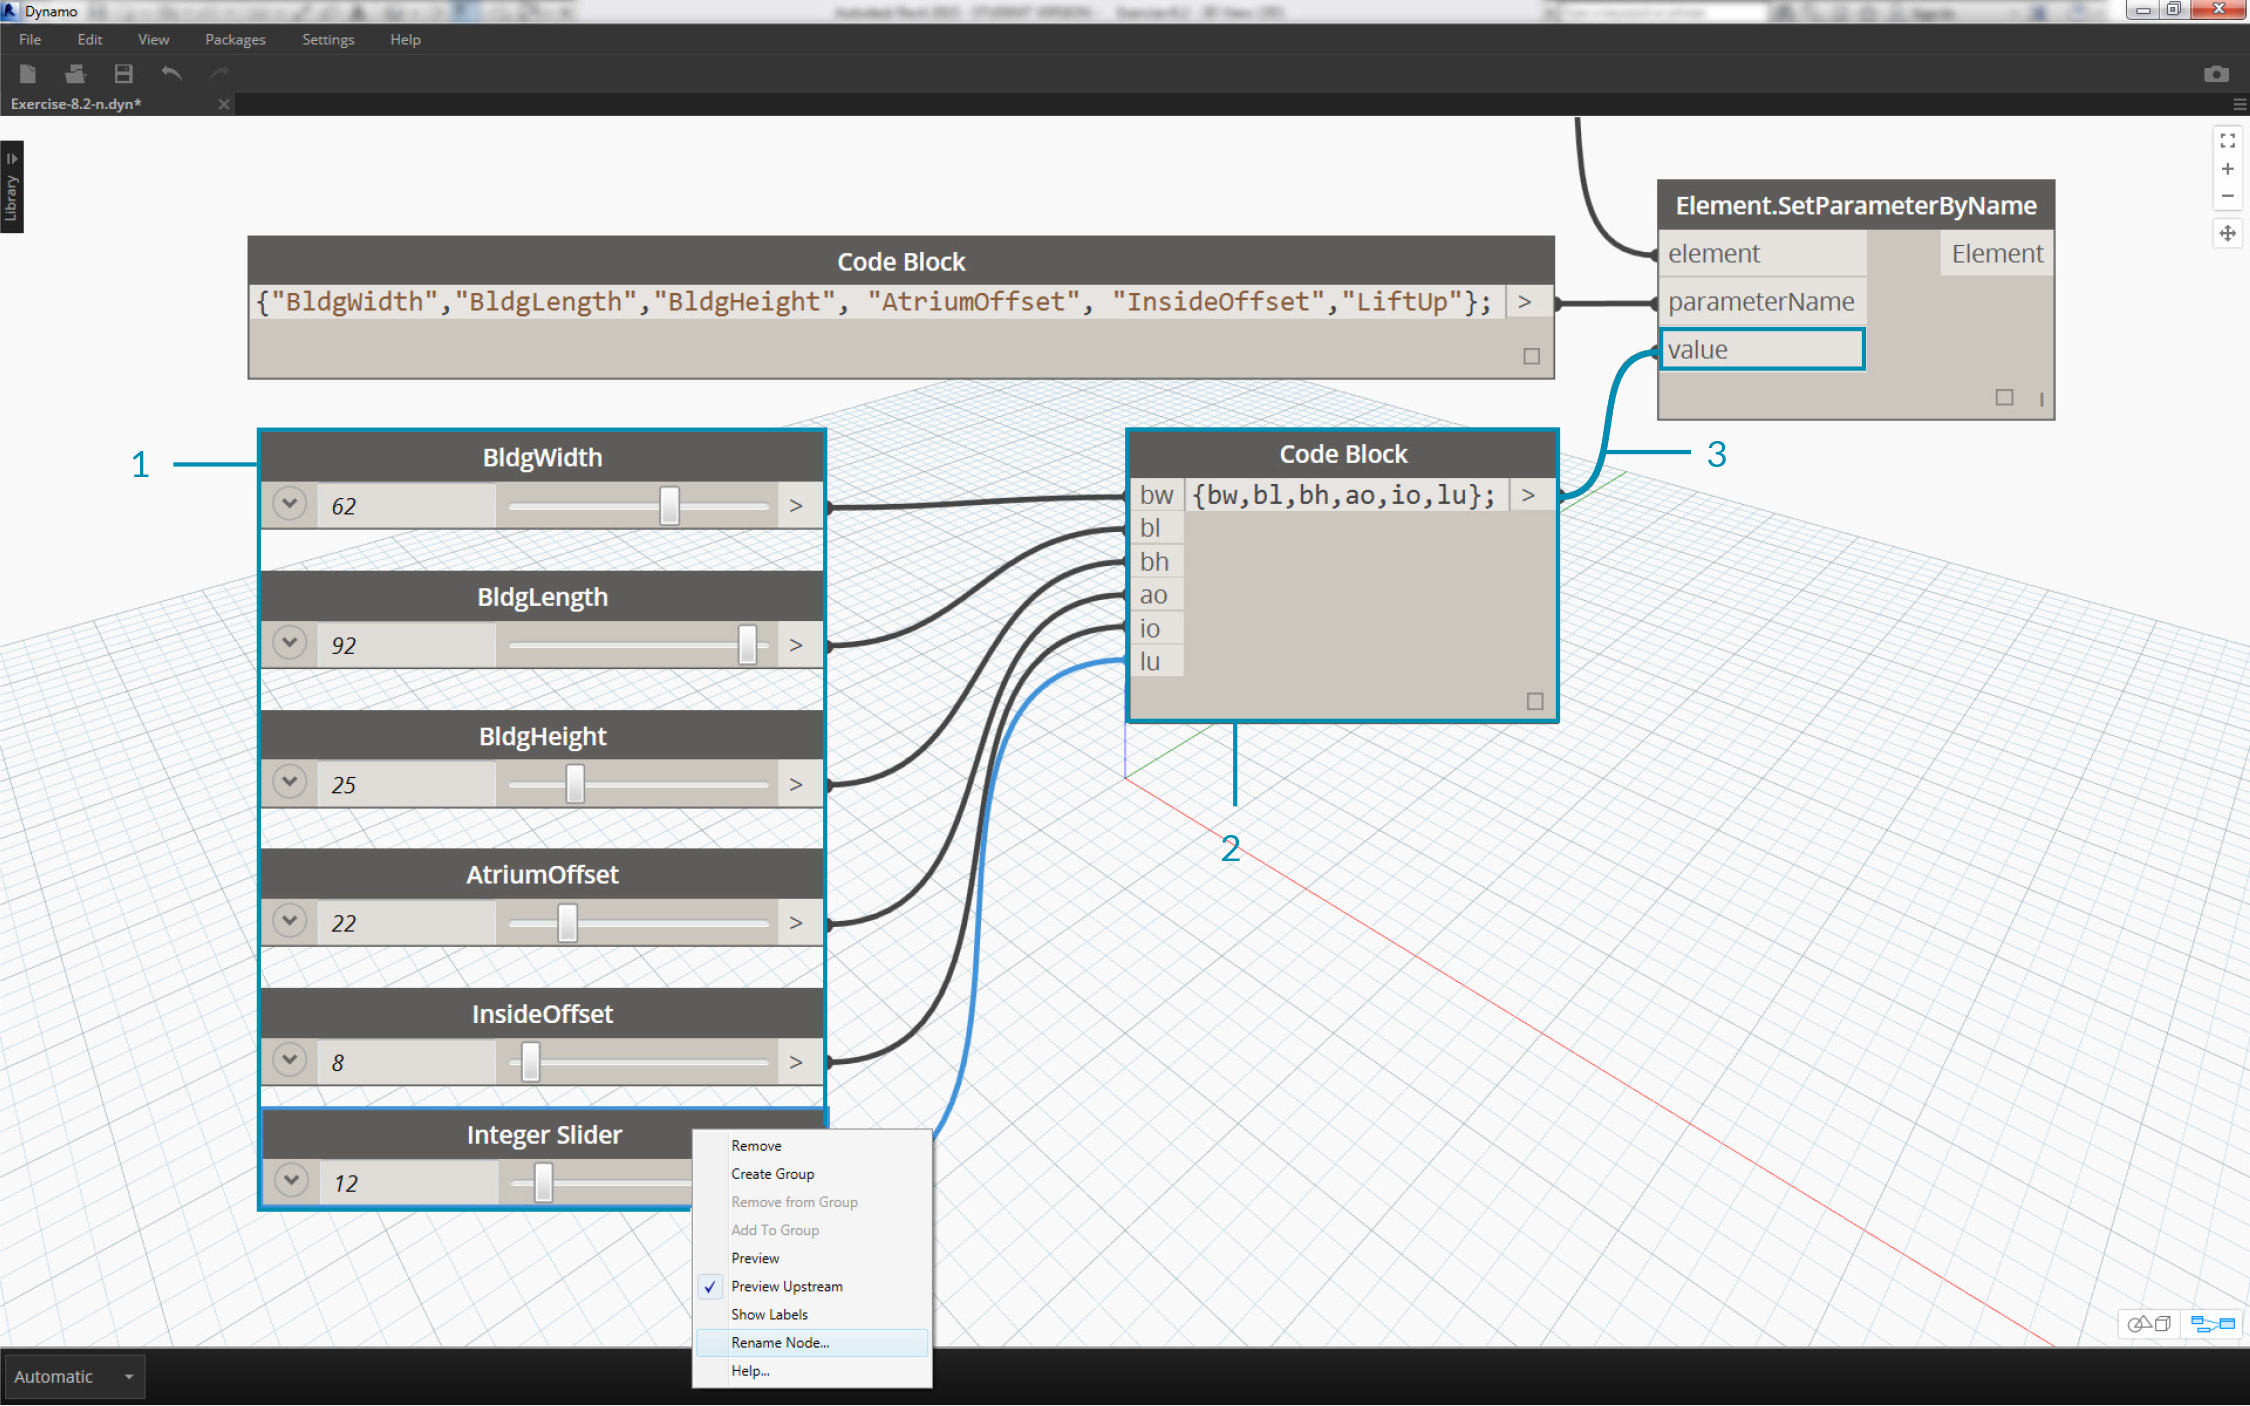 Dynamo
File Edit View Packages Settings Help
Exercise-8.2-n.dyn*
Library
Element.SetParameterByName
element Element
parameterName
value
Code Block
{"BldgWidth","BldgLength","BldgHeight", "AtriumOffset", "InsideOffset","LiftUp"}; >
1
BldgWidth
62 >
BldgLength
92 >
BldgHeight
25 >
AtriumOffset
22 >
InsideOffset
8 >
Integer Slider
12
Code Block
bw {bw,bl,bh,ao,io,lu}; >
bl
bh
ao
io
lu
2
3
Remove
Create Group
Remove from Group
Add To Group
Preview
Preview Upstream
Show Labels
Rename Node...
Help...
Automatic